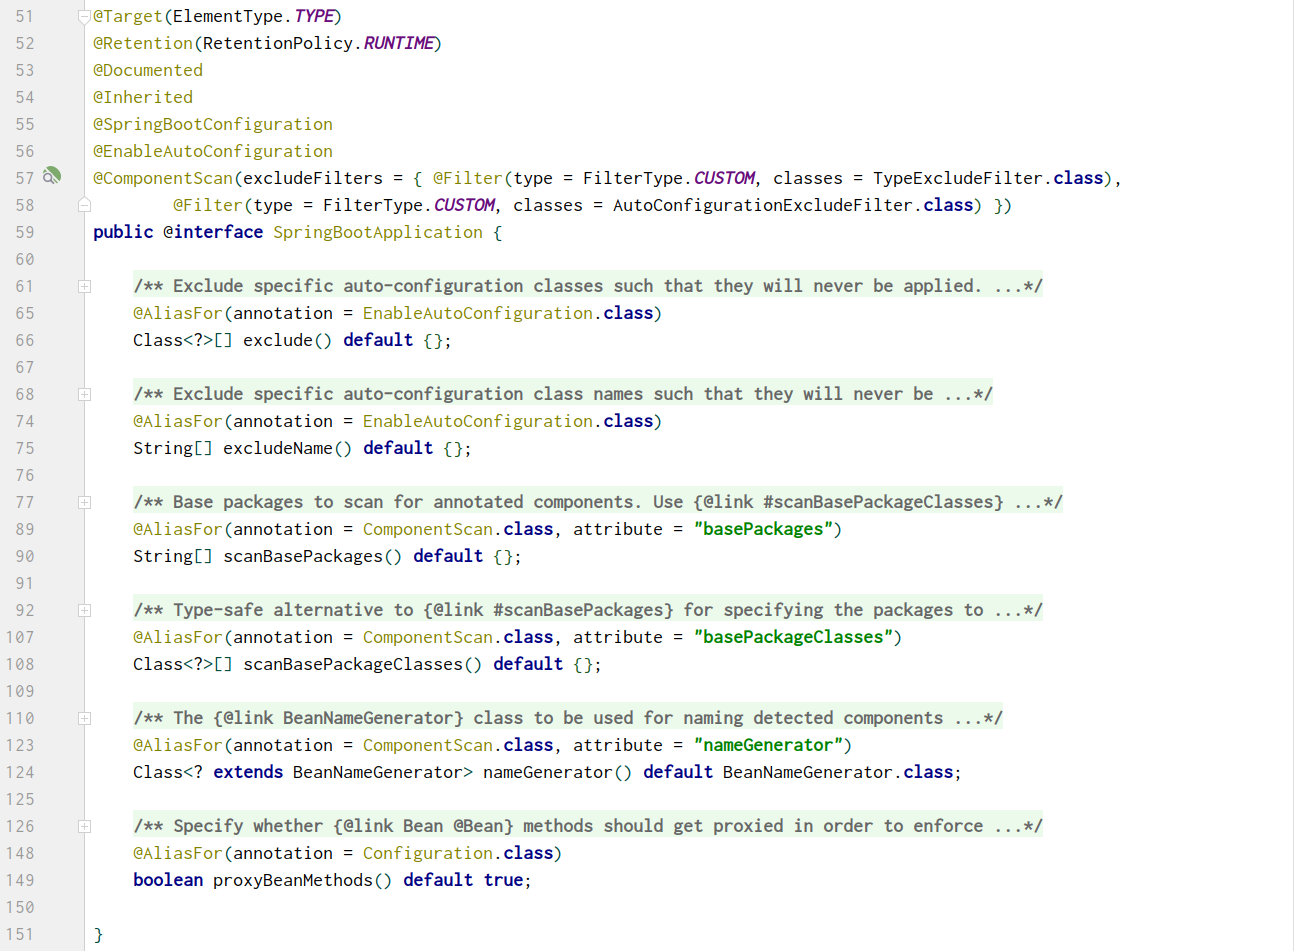 51 @Target(ElementType.TYPE)
52 @Retention(RetentionPolicy.RUNTIME)
53 @Documented
54 @Inherited
55 @SpringBootConfiguration
56 @EnableAutoConfiguration
57 @ComponentScan(excludeFilters = { @Filter(type = FilterType.CUSTOM, classes = TypeExcludeFilter.class),
58         @Filter(type = FilterType.CUSTOM, classes = AutoConfigurationExcludeFilter.class) })
59 public @interface SpringBootApplication {
60
61     /** Exclude specific auto-configuration classes such that they will never be applied. ...*/
65     @AliasFor(annotation = EnableAutoConfiguration.class)
66     Class<?>[] exclude() default {};
67
68     /** Exclude specific auto-configuration class names such that they will never be ...*/
74     @AliasFor(annotation = EnableAutoConfiguration.class)
75     String[] excludeName() default {};
76
77     /** Base packages to scan for annotated components. Use {@link #scanBasePackageClasses} ...*/
89     @AliasFor(annotation = ComponentScan.class, attribute = "basePackages")
90     String[] scanBasePackages() default {};
91
92     /** Type-safe alternative to {@link #scanBasePackages} for specifying the packages to ...*/
107     @AliasFor(annotation = ComponentScan.class, attribute = "basePackageClasses")
108     Class<?>[] scanBasePackageClasses() default {};
109
110     /** The {@link BeanNameGenerator} class to be used for naming detected components ...*/
123     @AliasFor(annotation = ComponentScan.class, attribute = "nameGenerator")
124     Class<? extends BeanNameGenerator> nameGenerator() default BeanNameGenerator.class;
125
126     /** Specify whether {@link Bean @Bean} methods should get proxied in order to enforce ...*/
148     @AliasFor(annotation = Configuration.class)
149     boolean proxyBeanMethods() default true;
150
151 }